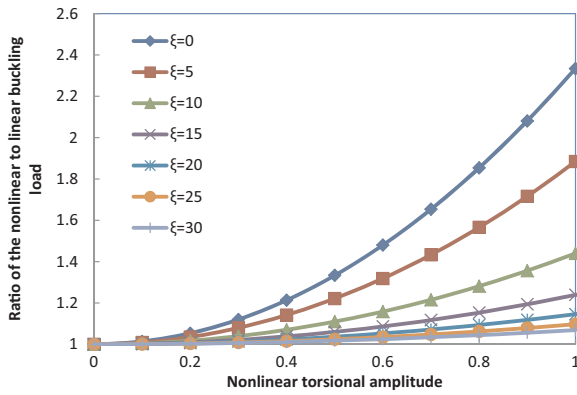 2.6
2.4
2.2
2
1.8
1.6
1.4
1.2
1
Ratio of the nonlinear to linear buckling
load
ξ=0
ξ=5
ξ=10
ξ=15
ξ=20
ξ=25
ξ=30
0 0.2 0.4 0.6 0.8 1
Nonlinear torsional amplitude